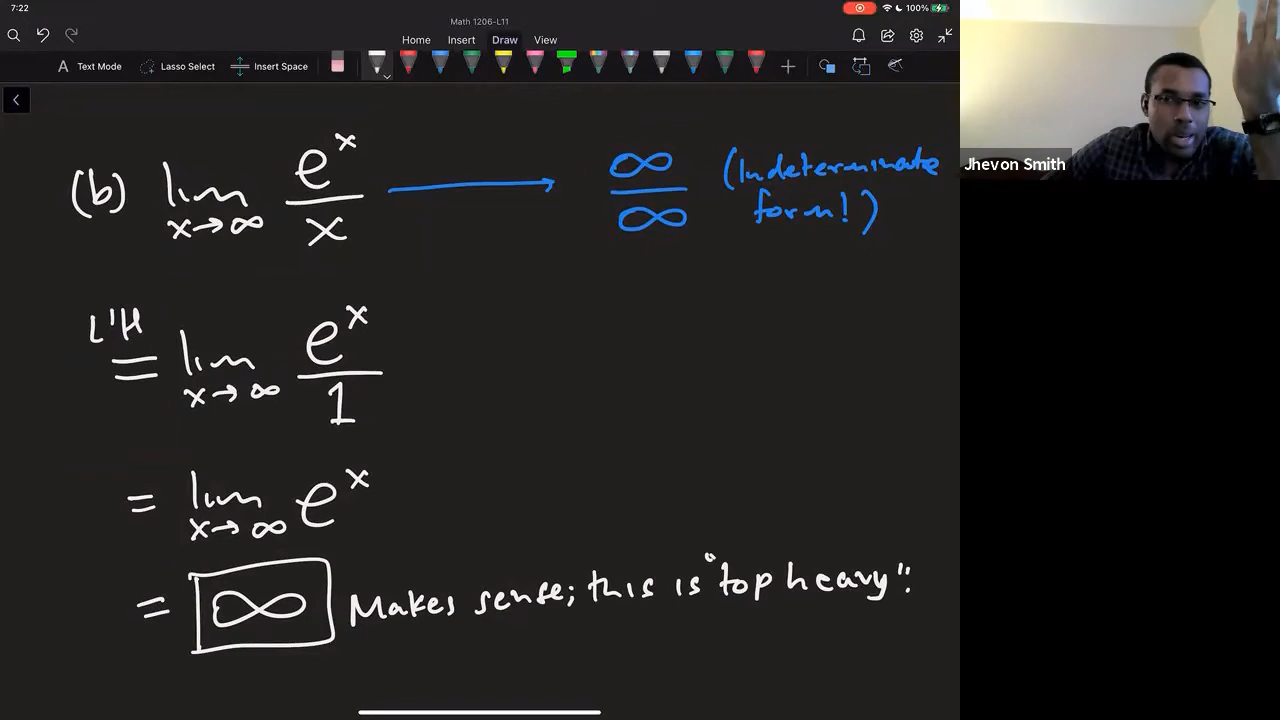 7:22
100%
Math 1206-L11
Home Insert Draw View
Text Mode Lasso Select Insert Space
(b) lim x→∞ e^x/x → ∞/∞ (Indeterminate
form!)
L'H
= lim x→∞ e^x/1
= lim x→∞ e^x
= ∞ Makes sense; this is "top heavy".
Jhevon Smith